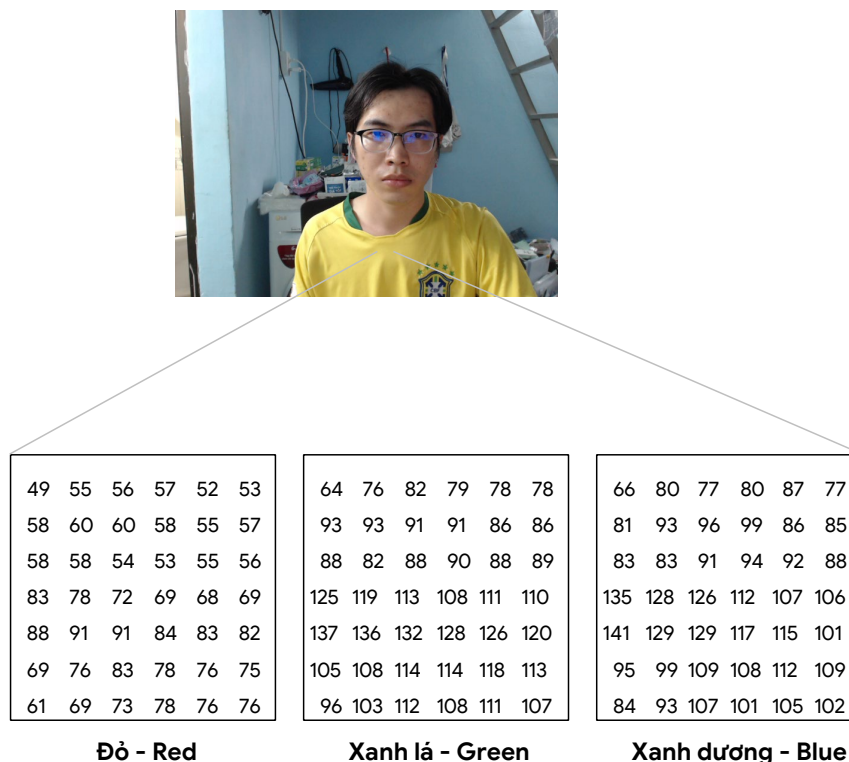 49 55 56 57 52 53
58 60 60 58 55 57
58 58 54 53 55 56
83 78 72 69 68 69
88 91 91 84 83 82
69 76 83 78 76 75
61 69 73 78 76 76
Đỏ - Red
64 76 82 79 78 78
93 93 91 91 86 86
88 82 88 90 88 89
125 119 113 108 111 110
137 136 132 128 126 120
105 108 114 114 118 113
96 103 112 108 111 107
Xanh lá - Green
66 80 77 80 87 77
81 93 96 99 86 85
83 83 91 94 92 88
135 128 126 112 107 106
141 129 129 117 115 101
95 99 109 108 112 109
84 93 107 101 105 102
Xanh dương - Blue